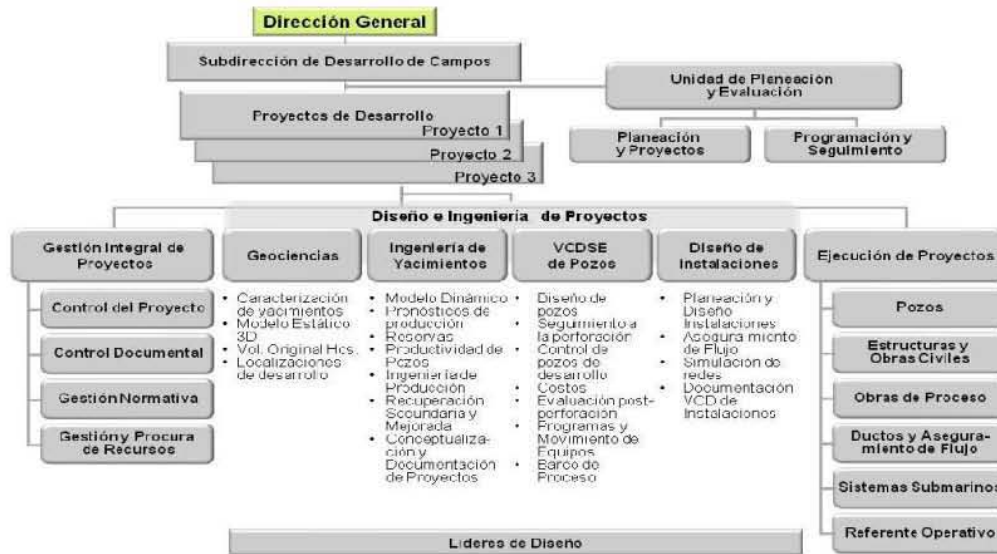 Dirección General
Subdirección de Desarrollo de Campos
Unidad de Planeación
y Evaluación
Proyectos de Desarrollo
Proyecto 1
Proyecto 2
Proyecto 3
Planeación
y Proyectos
Programación y
Seguimiento
Diseño e Ingeniería de Proyectos
Gestión Integral de
Proyectos
Control del Proyecto
Control Documental
Gestión Normativa
Gestión y Procura
de Recursos
Geociencias
• Caracterización
de yacimientos
• Modelo Estático
3D
• Vol. Original Hcs.
• Localizaciones
de desarrollo
Ingeniería de
Yacimientos
• Modelo Dinámico
• Pronósticos de
producción
• Reservas
• Productividad de
Pozos
• Ingeniería de
Producción
• Recuperación
Secundaria y
Mejorada
• Conceptualiza-
ción y
Documentación
de Proyectos
VCDSE
de Pozos
• Diseño de
pozos
• Seguimiento a
la perforación
• Control de
pozos de
desarrollo
• Costos
• Evaluación post-
perforación
• Programas y
Movimiento de
Equipos
• Barco de
Proceso
Diseño de
Instalaciones
• Planeación y
Diseño
Instalaciones
• Asegura miento
de Flujo
• Simulación de
redes
• Documentación
VCD de
Instalaciones
Ejecución de Proyectos
Pozos
Estructuras y
Obras Civiles
Obras de Proceso
Ductos y Asegura-
miento de Flujo
Sistemas Submarinos
Referente Operativo
Líderes de Diseño